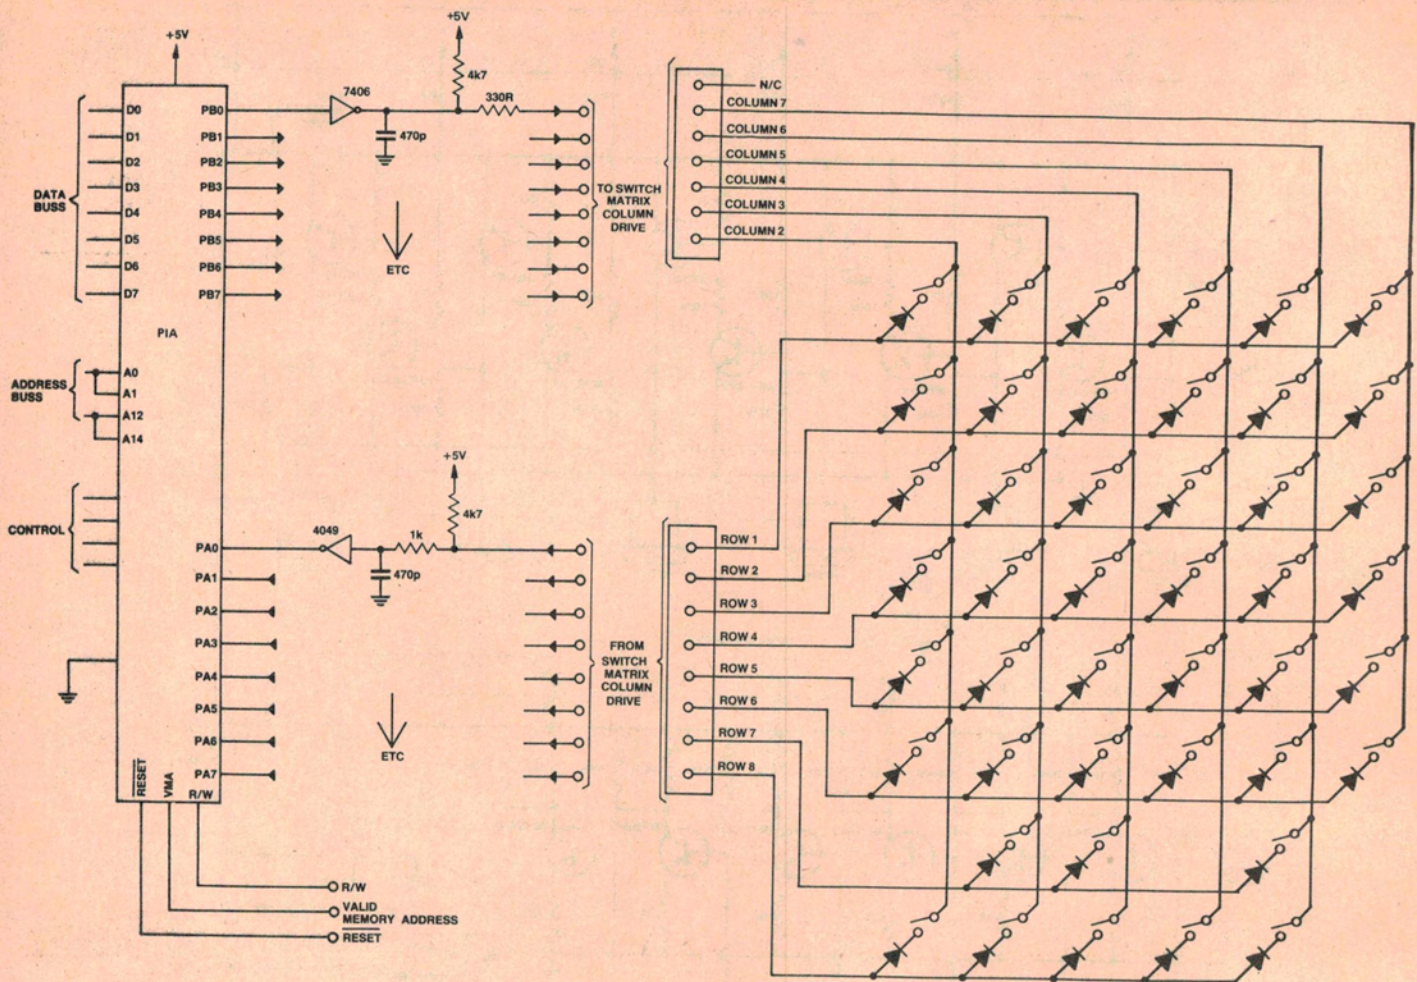 +5V
D0
D1
D2
D3
D4
D5
D6
D7
DATA
BUSS
PB0
PB1
PB2
PB3
PB4
PB5
PB6
PB7
PIA
A0
A1
A12
A14
ADDRESS
BUSS
CONTROL
PA0
PA1
PA2
PA3
PA4
PA5
PA6
PA7
RESET
VMA
R/W
R/W
VALID
MEMORY ADDRESS
RESET
7406
470p
+5V
4k7
330R
ETC
TO SWITCH
MATRIX
COLUMN
DRIVE
4049
1k
470p
+5V
4k7
ETC
FROM
SWITCH
MATRIX
COLUMN
DRIVE
N/C
COLUMN 7
COLUMN 6
COLUMN 5
COLUMN 4
COLUMN 3
COLUMN 2
ROW 1
ROW 2
ROW 3
ROW 4
ROW 5
ROW 6
ROW 7
ROW 8